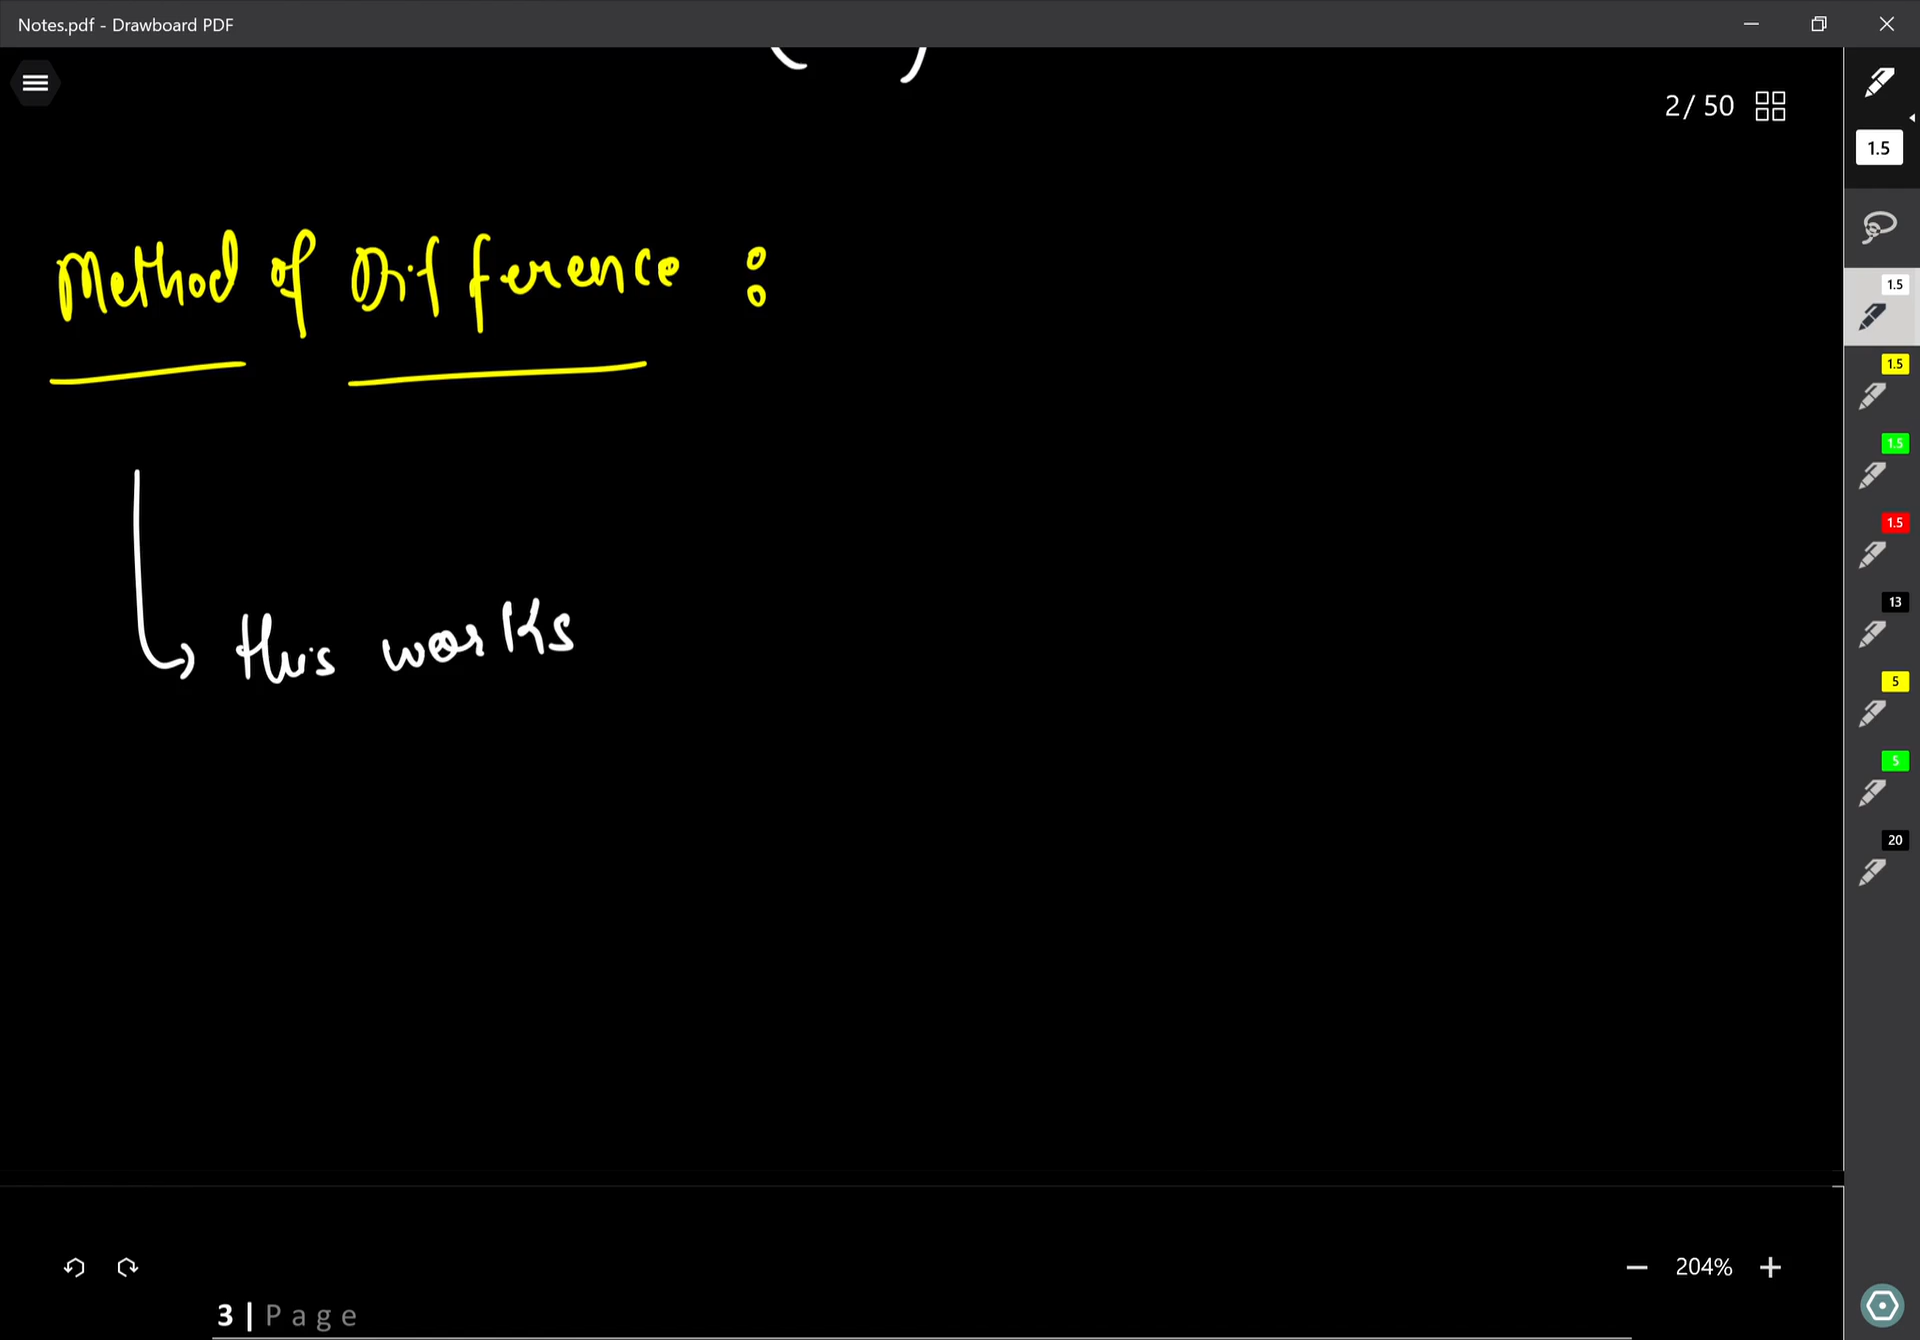 Notes.pdf - Drawboard PDF
2/ 50
1.5
Method of Difference :
1.5
1.5
1.5
1.5
this works
13
5
5
20
204%
3 | Page